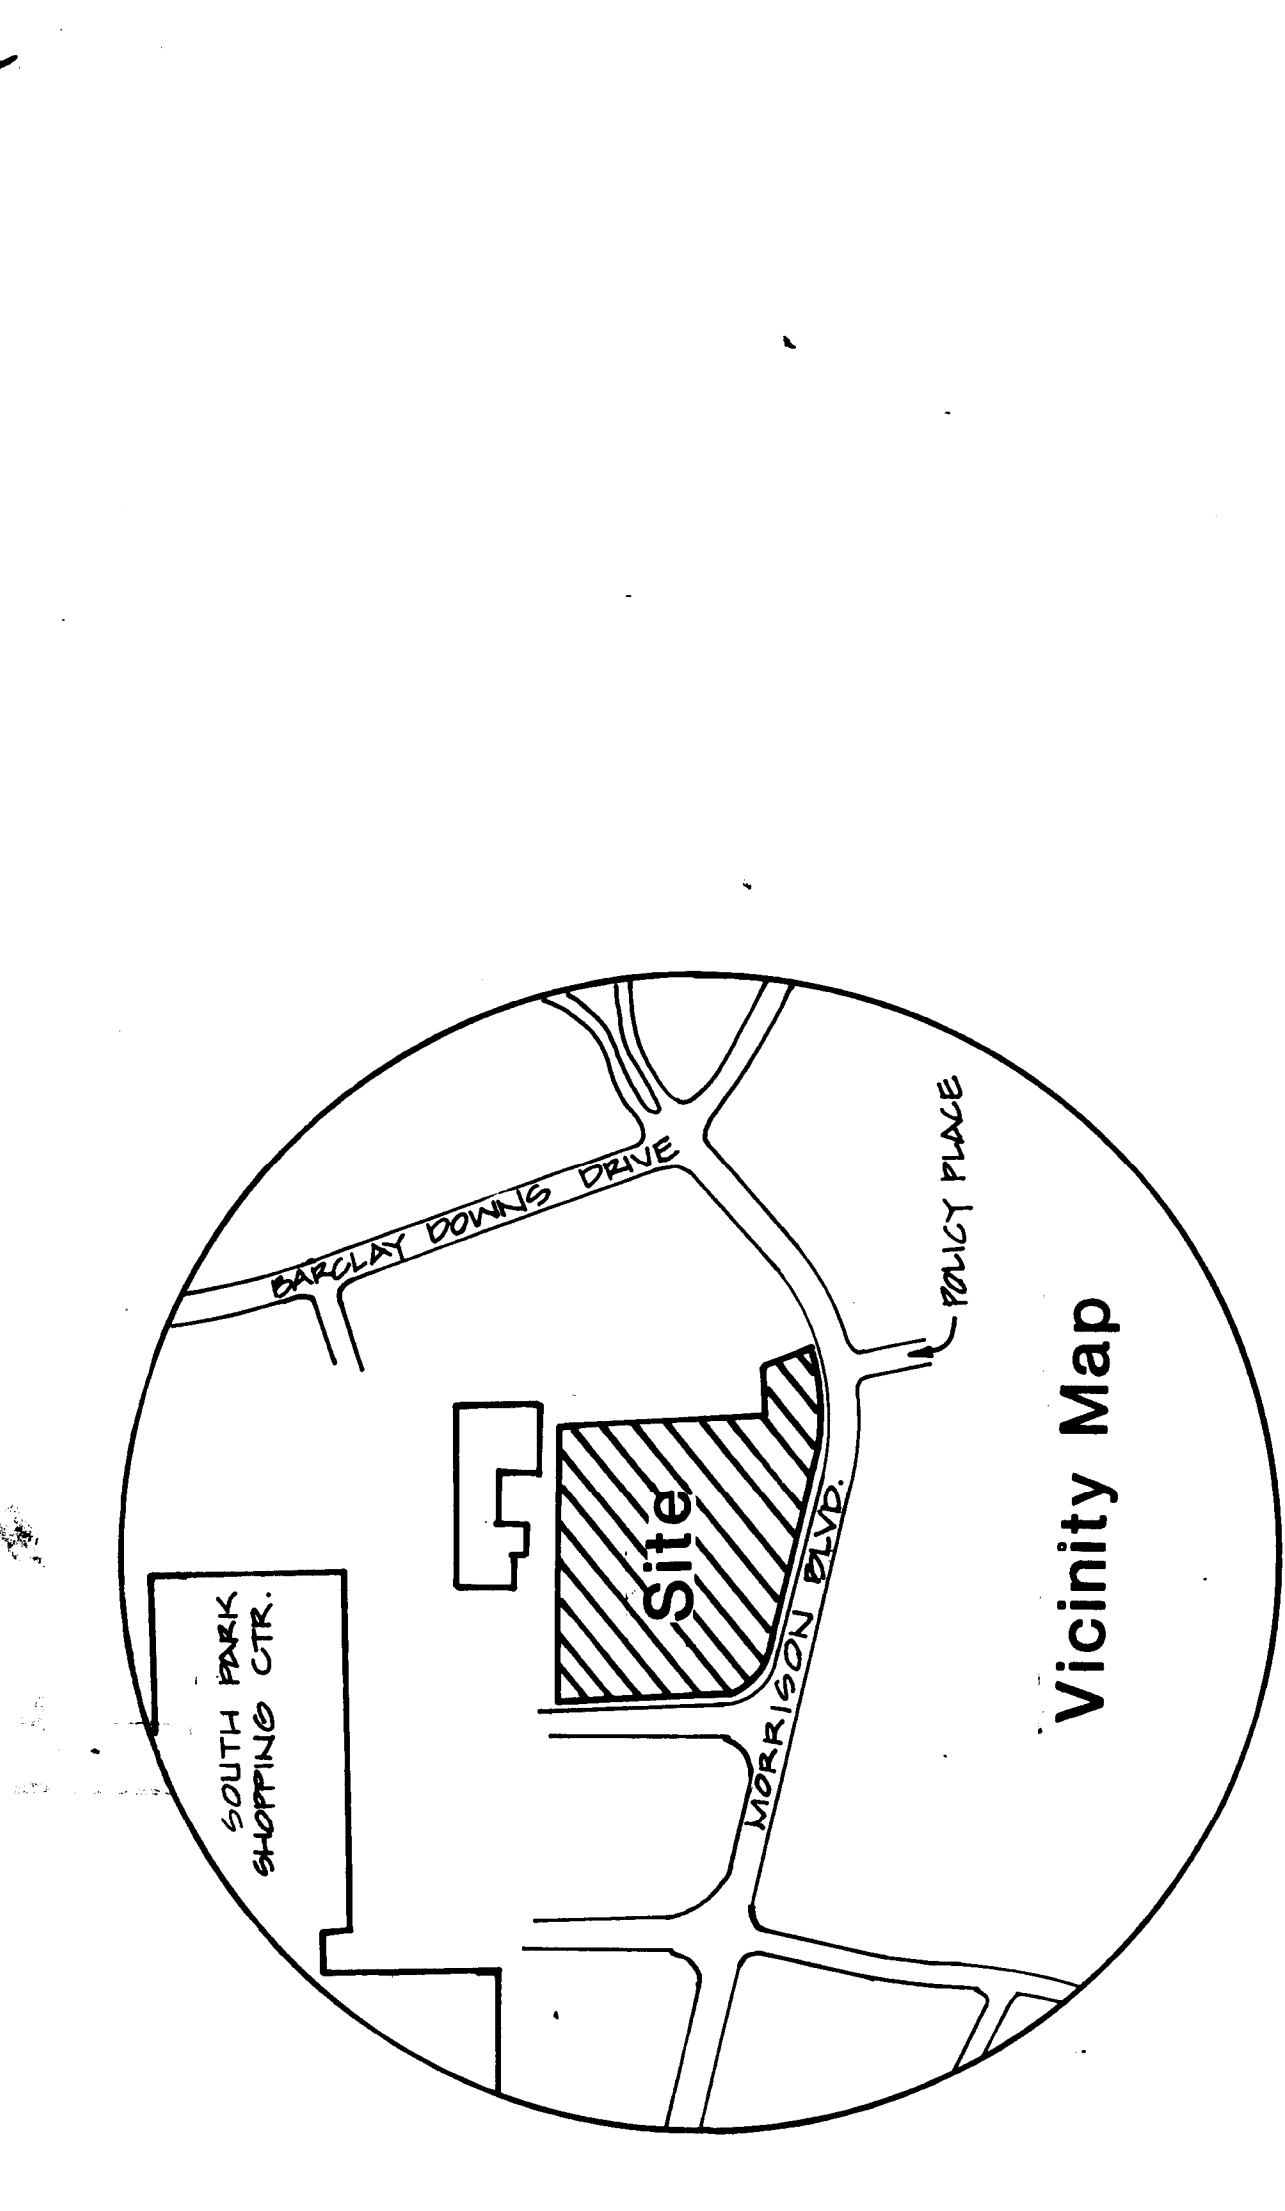 SOUTH PARK
SHOPPING CTR.
BARCLAY DOWNS DRIVE
Site
MORRISON BLVD.
POLICY PLACE
Vicinity Map